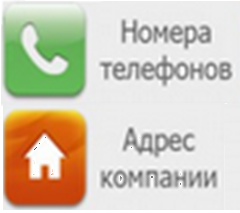 Номера
телефонов
Адрес
компании